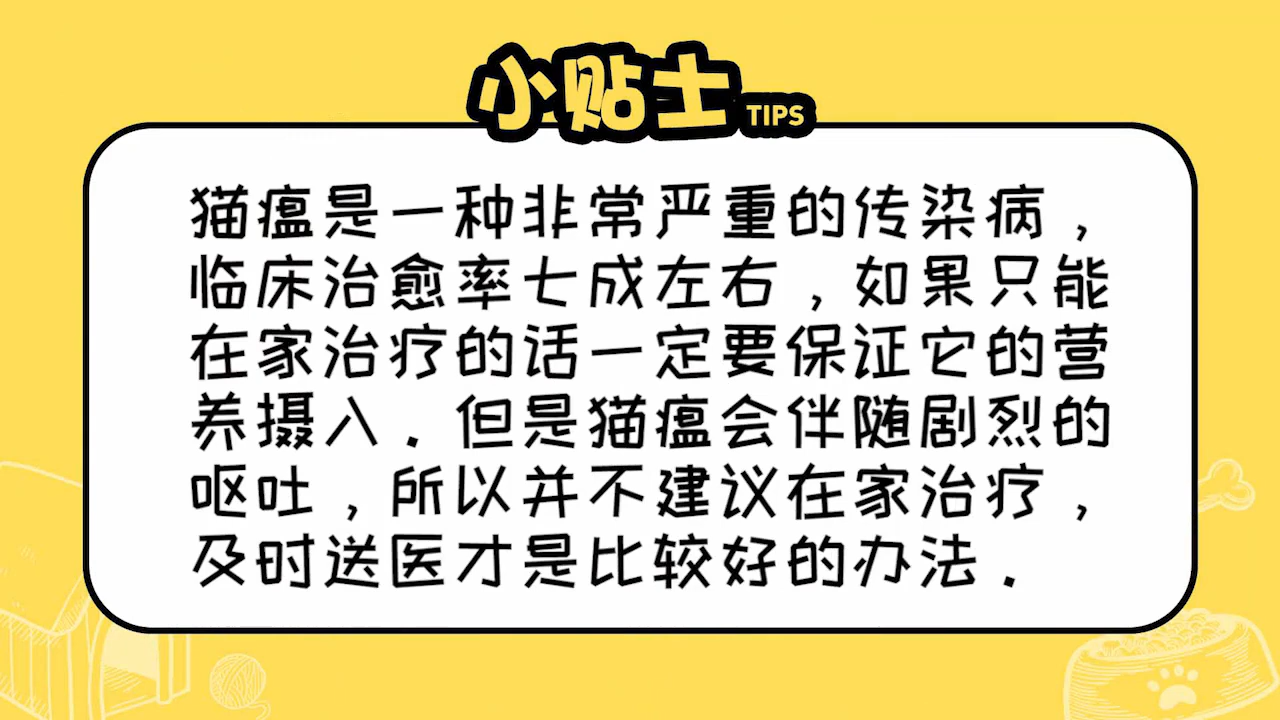 小贴士 TIPS
猫瘟是一种非常严重的传染病，
临床治愈率七成左右，如果只能
在家治疗的话一定要保证它的营
养摄入．但是猫瘟会伴随剧烈的
呕吐，所以并不建议在家治疗，
及时送医才是比较好的办法．